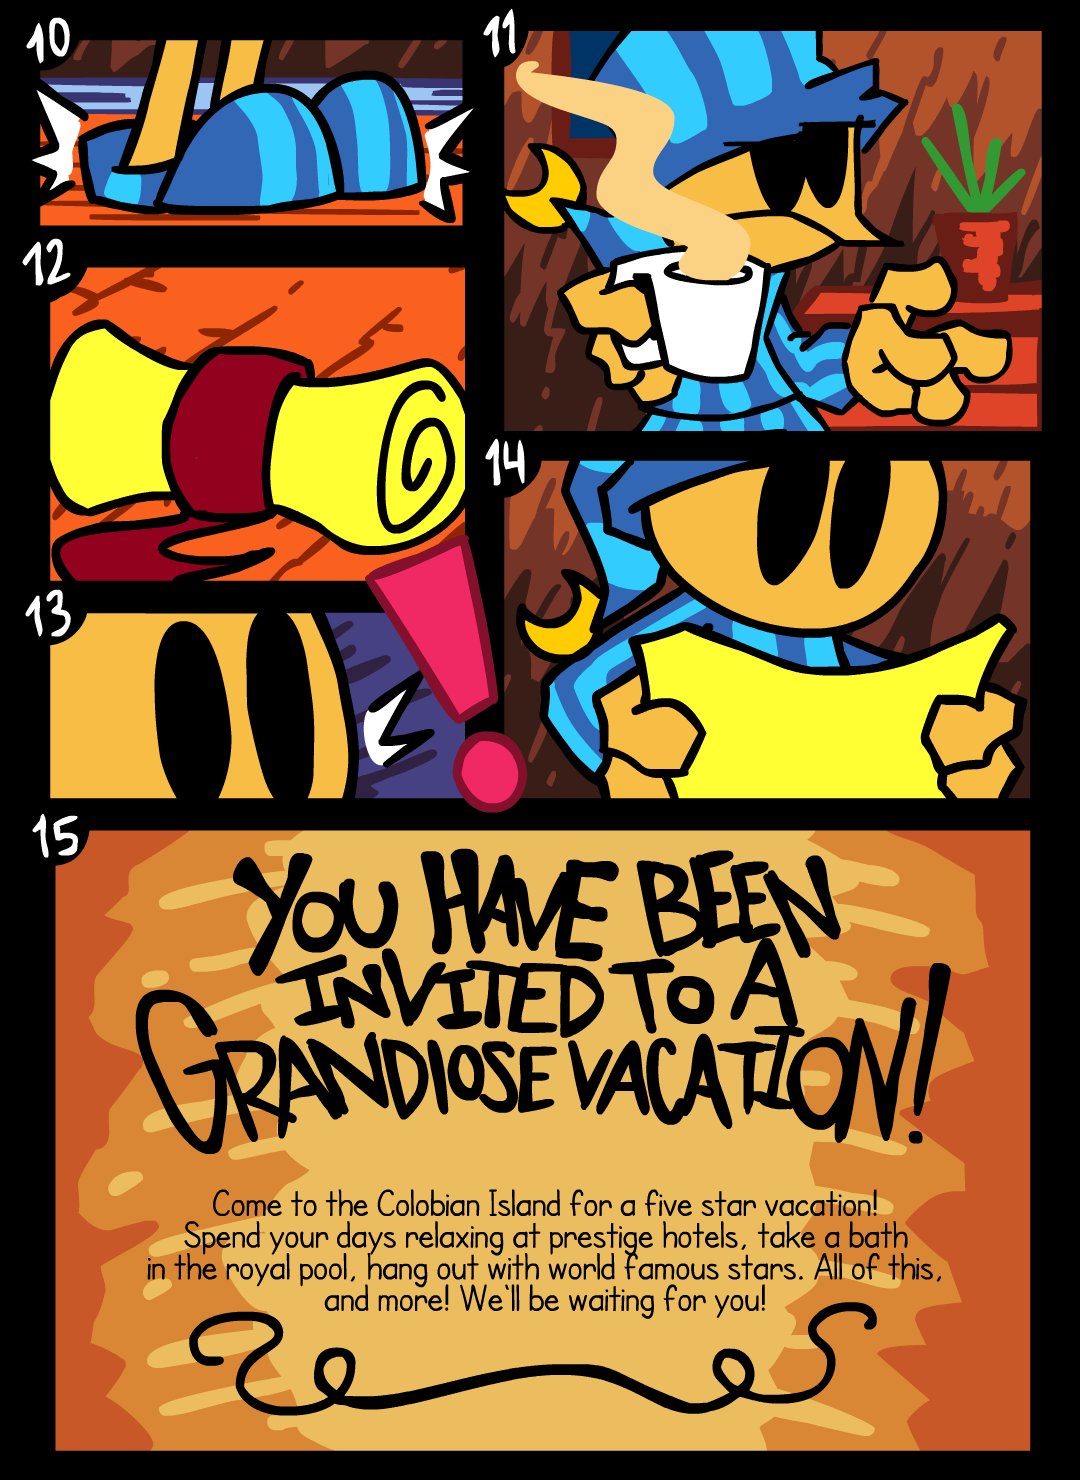 10
11
12
13
14
15
YOU HAVE BEEN
INVITED TO A
GRANDIOSE VACATION!
Come to the Colobian Island for a five star vacation!
Spend your days relaxing at prestige hotels, take a bath
in the royal pool, hang out with world famous stars. All of this,
and more! We`ll be waiting for you!